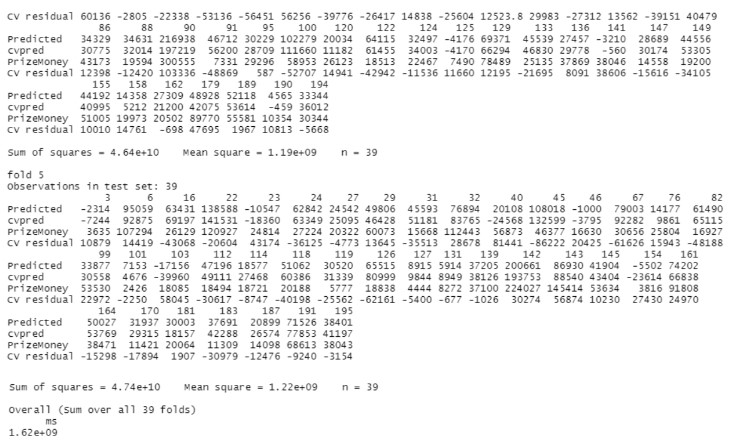 CV residual 60136 -2805 -22338 -53136 -56451 56256 -39776 -26417 14838 -25604 12523.8 29983 -27312 13562 -39151 40479
86 88 90 91 95 100 120 122 124 125 129 133 136 141 147 149
Predicted 34329 34631 216938 46712 30229 102279 20034 64115 32497 -4176 69371 45539 27457 -3210 28689 44556
cvpred 30775 32014 197219 56200 28709 111660 11182 61455 34003 -4170 66294 46830 29778 -560 30174 53305
PrizeMoney 43173 19594 300555 7331 29296 58953 26123 18513 22467 7490 78489 25135 37869 38046 14558 19200
CV residual 12398 -12420 103336 -48869 587 -52707 14941 -42942 -11536 11660 12195 -21695 8091 38606 -15616 -34105
155 158 162 179 189 190 194
Predicted 44192 14358 27309 48928 52118 4565 33344
cvpred 40995 5212 21200 42075 53614 -459 36012
PrizeMoney 51005 19973 20502 89770 55581 10354 30344
CV residual 10010 14761 -698 47695 1967 10813 -5668
Sum of squares = 4.64e+10 Mean square = 1.19e+09 n = 39
fold 5
Observations in test set: 39
3 6 16 22 23 24 27 29 31 32 40 45 46 67 76 82
Predicted -2314 95059 63431 138588 -10547 62842 24542 49806 45593 76894 20108 108018 -1000 79003 14177 61490
cvpred -7244 92875 69197 141531 -18360 63349 25095 46428 51181 83765 -24568 132599 -3795 92282 9861 65115
PrizeMoney 3635 107294 26129 120927 24814 27224 20322 60073 15668 112443 56873 46377 16630 30656 25804 16927
CV residual 10879 14419 -43068 -20604 43174 -36125 -4773 13645 -35513 28678 81441 -86222 20425 -61626 15943 -48188
99 101 103 112 114 118 119 126 127 131 139 142 143 145 154 161
Predicted 33877 7153 -17156 47196 18577 51062 30520 65515 8915 5914 37205 200661 86930 41904 -5502 74202
cvpred 30558 4676 -39960 49111 27468 60386 31339 80999 9844 8949 38126 193753 88540 43404 -23614 66838
PrizeMoney 53530 2426 18085 18494 18721 20188 5777 18838 4444 8272 37100 224027 145414 53634 3816 91808
CV residual 22972 -2250 58045 -30617 -8747 -40198 -25562 -62161 -5400 -677 -1026 30274 56874 10230 27430 24970
164 170 181 183 187 191 195
Predicted 50027 31937 30003 37691 20899 71526 38401
cvpred 53769 29315 18157 42288 26574 77853 41197
PrizeMoney 38471 11421 20064 11309 14098 68613 38043
CV residual -15298 -17894 1907 -30979 -12476 -9240 -3154
Sum of squares = 4.74e+10 Mean square = 1.22e+09 n = 39
Overall (Sum over all 39 folds)
ms
1.62e+09